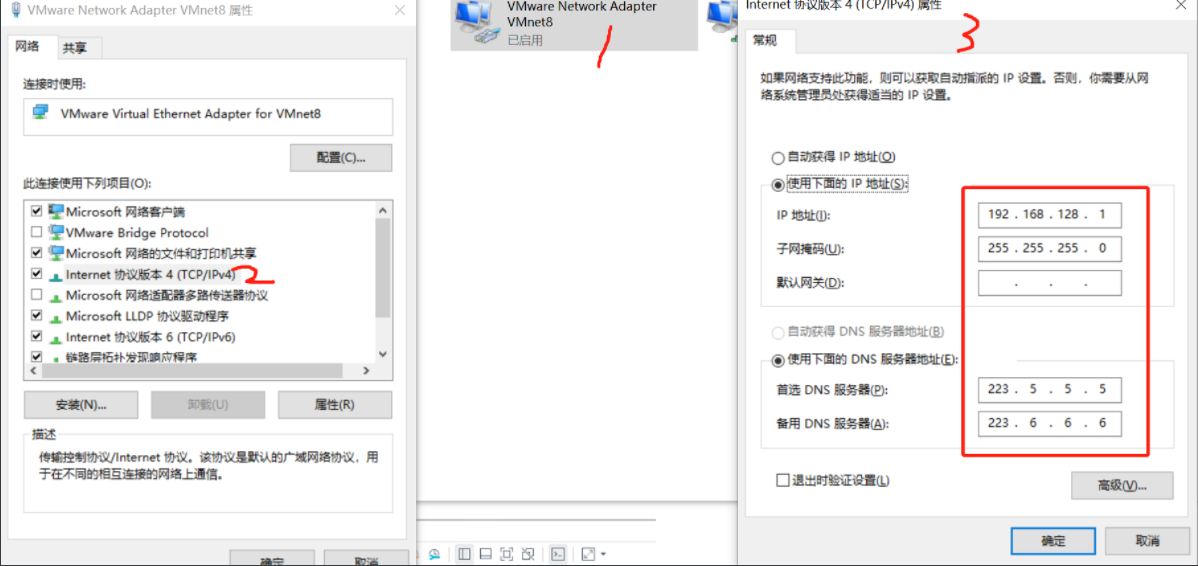 VMware Network Adapter VMnet8 属性
网络
共享
连接时使用:
VMware Virtual Ethernet Adapter for VMnet8
配置(C)...
此连接使用下列项目(O):
Microsoft 网络客户端
VMware Bridge Protocol
Microsoft 网络的文件和打印机共享
Internet 协议版本 4 (TCP/IPv4)
2
Microsoft 网络适配器多路传送器协议
Microsoft LLDP 协议驱动程序
Internet 协议版本 6 (TCP/IPv6)
链路层拓扑发现响应程序
安装(N)...
卸载(U)
属性(R)
描述
传输控制协议/Internet 协议。该协议是默认的广域网络协议，用
于在不同的相互连接的网络上通信。
确定
取消
VMware Network Adapter
VMnet8
已启用
1
Internet 协议版本 4 (TCP/IPv4) 属性
3
常规
如果网络支持此功能，则可以获取自动指派的 IP 设置。否则，你需要从网
络系统管理员处获得适当的 IP 设置。
自动获得 IP 地址(O)
使用下面的 IP 地址(S):
IP 地址(I):
192 . 168 . 128 . 1
子网掩码(U):
255 . 255 . 255 . 0
默认网关(D):
. . .
自动获得 DNS 服务器地址(B)
使用下面的 DNS 服务器地址(E):
首选 DNS 服务器(P):
223 . 5 . 5 . 5
备用 DNS 服务器(A):
223 . 6 . 6 . 6
退出时验证设置(L)
高级(V)...
确定
取消